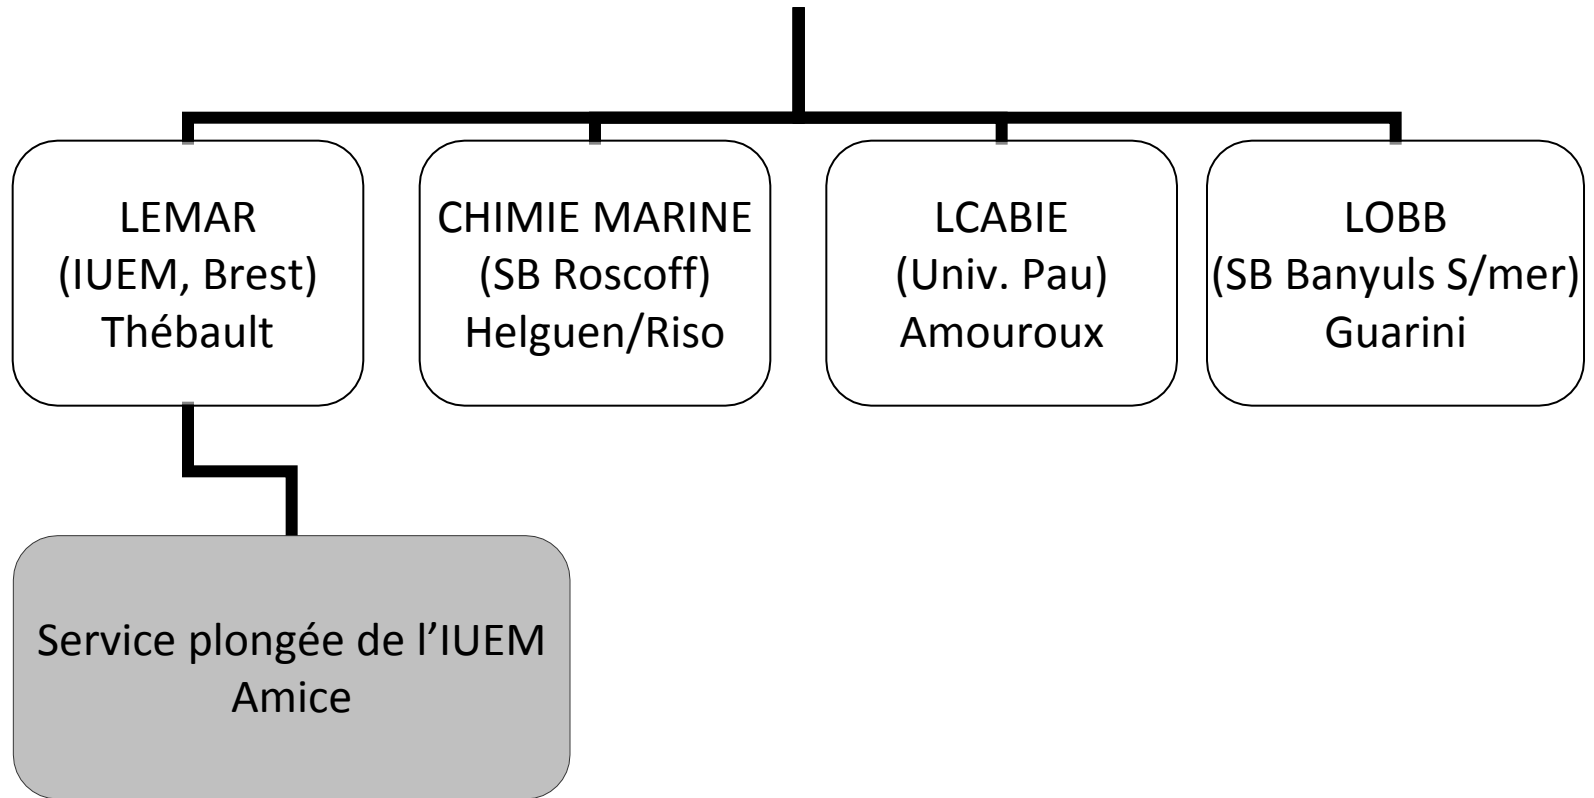 LEMAR
(IUEM, Brest)
Thébault
CHIMIE MARINE
(SB Roscoff)
Helguen/Riso
LCABIE
(Univ. Pau)
Amouroux
LOBB
(SB Banyuls S/mer)
Guarini
Service plongée de l’IUEM
Amice